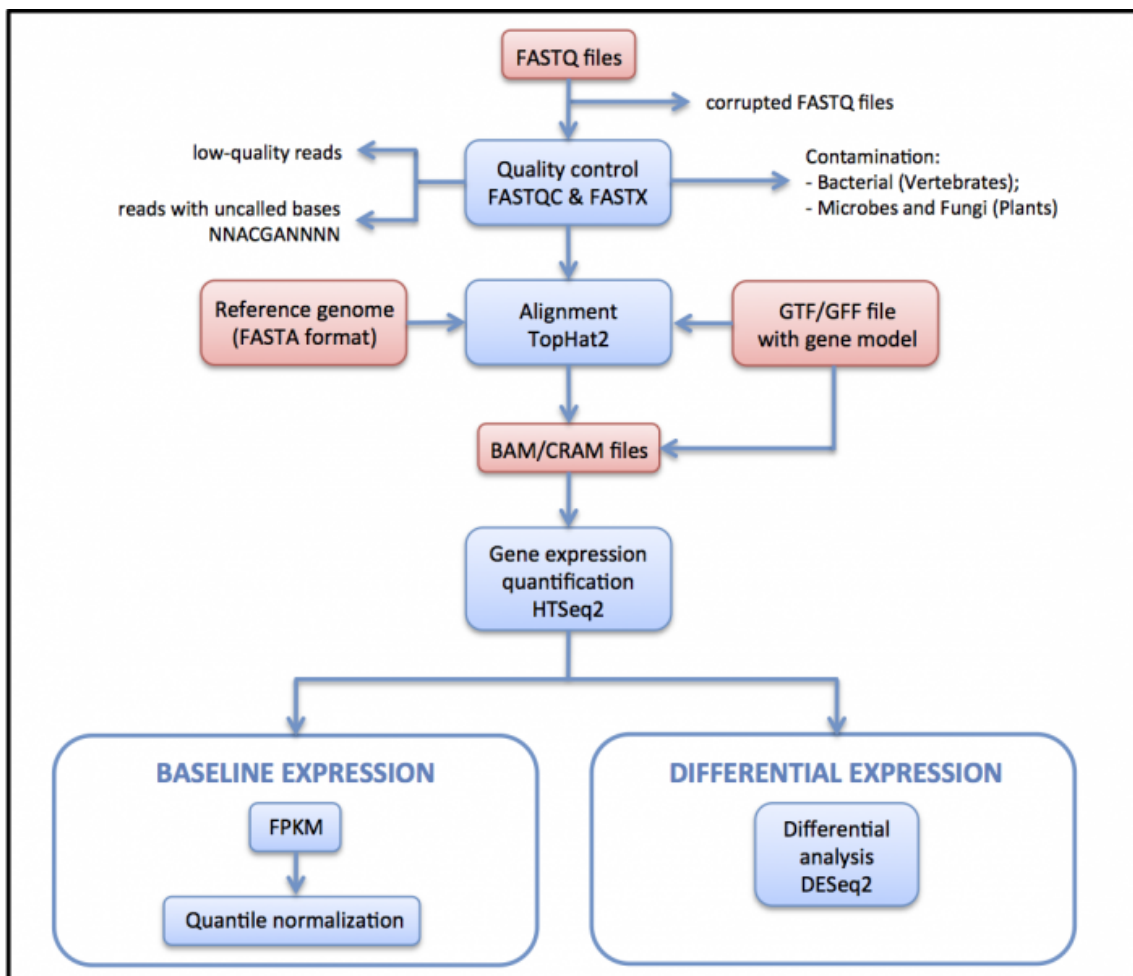 FASTQ files
corrupted FASTQ files
low-quality reads
reads with uncalled bases
NNACGANNNN
Quality control
FASTQC & FASTX
Contamination:
- Bacterial (Vertebrates);
- Microbes and Fungi (Plants)
Reference genome
(FASTA format)
Alignment
TopHat2
GTF/GFF file
with gene model
BAM/CRAM files
Gene expression
quantification
HTSeq2
BASELINE EXPRESSION
FPKM
Quantile normalization
DIFFERENTIAL EXPRESSION
Differential
analysis
DESeq2